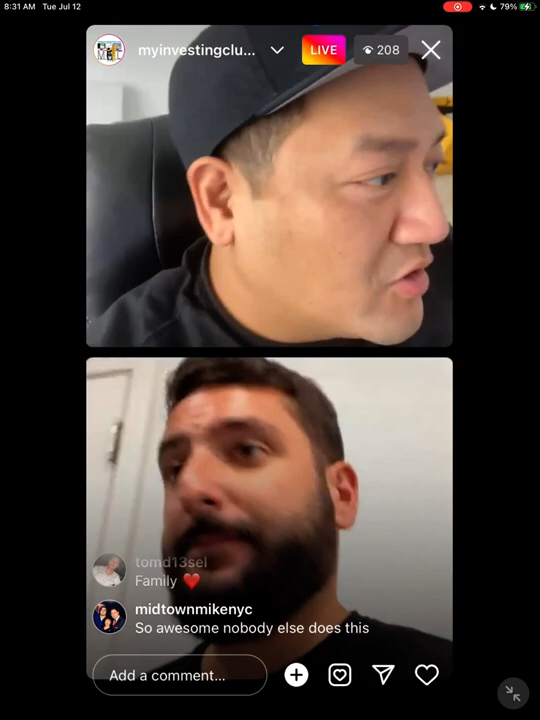 8:31 AM Tue Jul 12
79%
myinvestingclu...
LIVE
208
tomd13sel
Family ❤️
midtownmikenyc
So awesome nobody else does this
Add a comment...